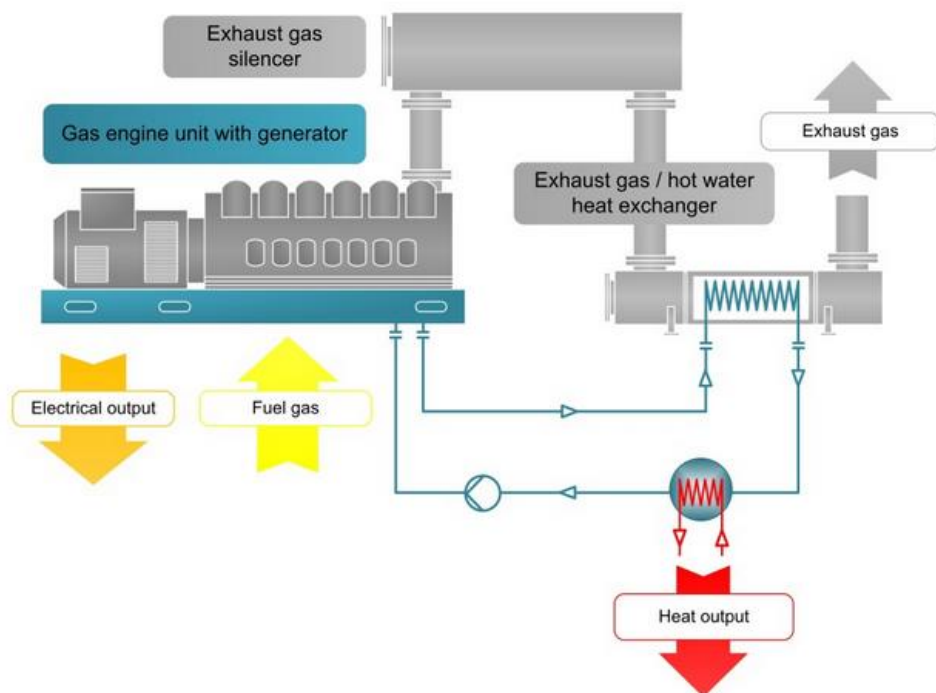 Exhaust gas
silencer
Gas engine unit with generator
Exhaust gas
Exhaust gas / hot water
heat exchanger
Electrical output
Fuel gas
Heat output